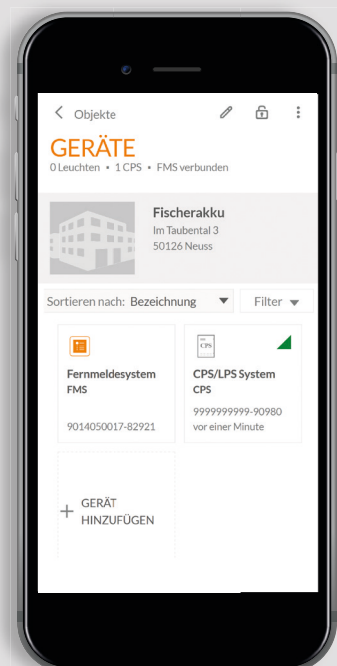 Objekte
GERÄTE
0 Leuchten • 1 CPS • FMS verbunden
Fischerakku
Im Taubental 3
50126 Neuss
Sortieren nach: Bezeichnung
Filter
CPS
Fernmeldesystem
FMS
9014050017-82921
CPS/LPS System
CPS
9999999999-90980
vor einer Minute
+ GERÄT
HINZUFÜGEN